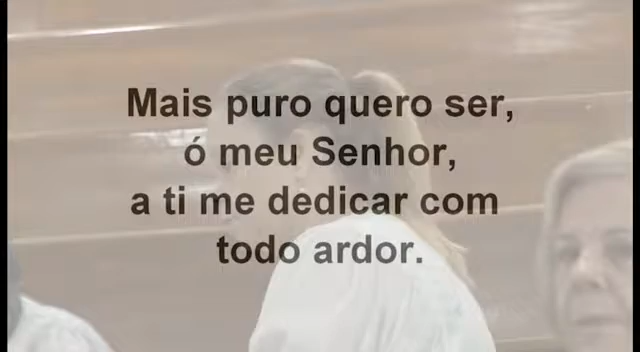 Mais puro quero ser,
ó meu Senhor,
a ti me dedicar com
todo ardor.